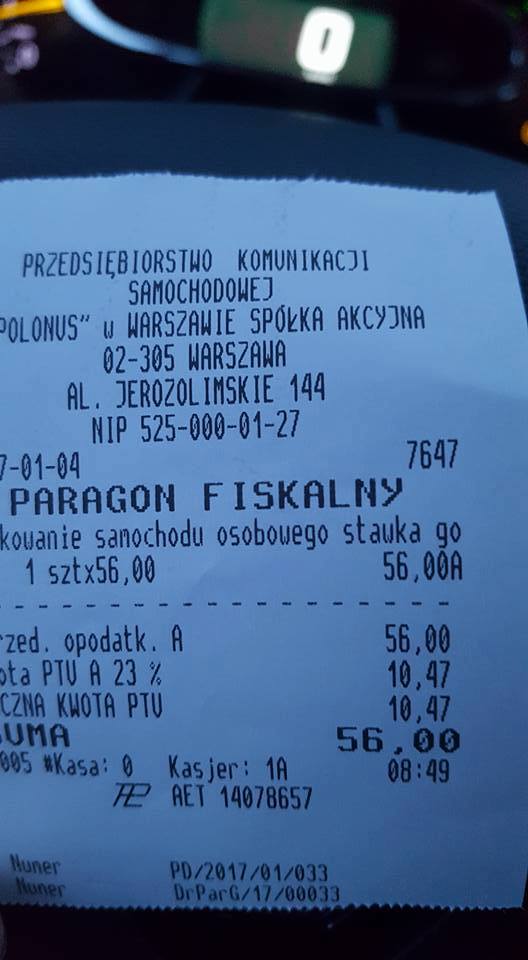 0
PRZEDSIĘBIORSTWO KOMUNIKACJI
SAMOCHODOWEJ
POLONUS" w WARSZAWIE SPÓŁKA AKCYJNA
02-305 WARSZAWA
AL. JEROZOLIMSKIE 144
NIP 525-000-01-27
7-01-04 7647
PARAGON FISKALNY
kowanie samochodu osobowego stawka go
1 sztx56,00 56,00A
rzed. opodatk. A 56,00
ota PTU A 23 % 10,47
CZNA KWOTA PTU 10,47
SUMA 56,00
005 #Kasa: 0 Kasjer: 1A 08:49
AET 14078657
Numer PD/2017/01/033
Numer DrParG/17/00033